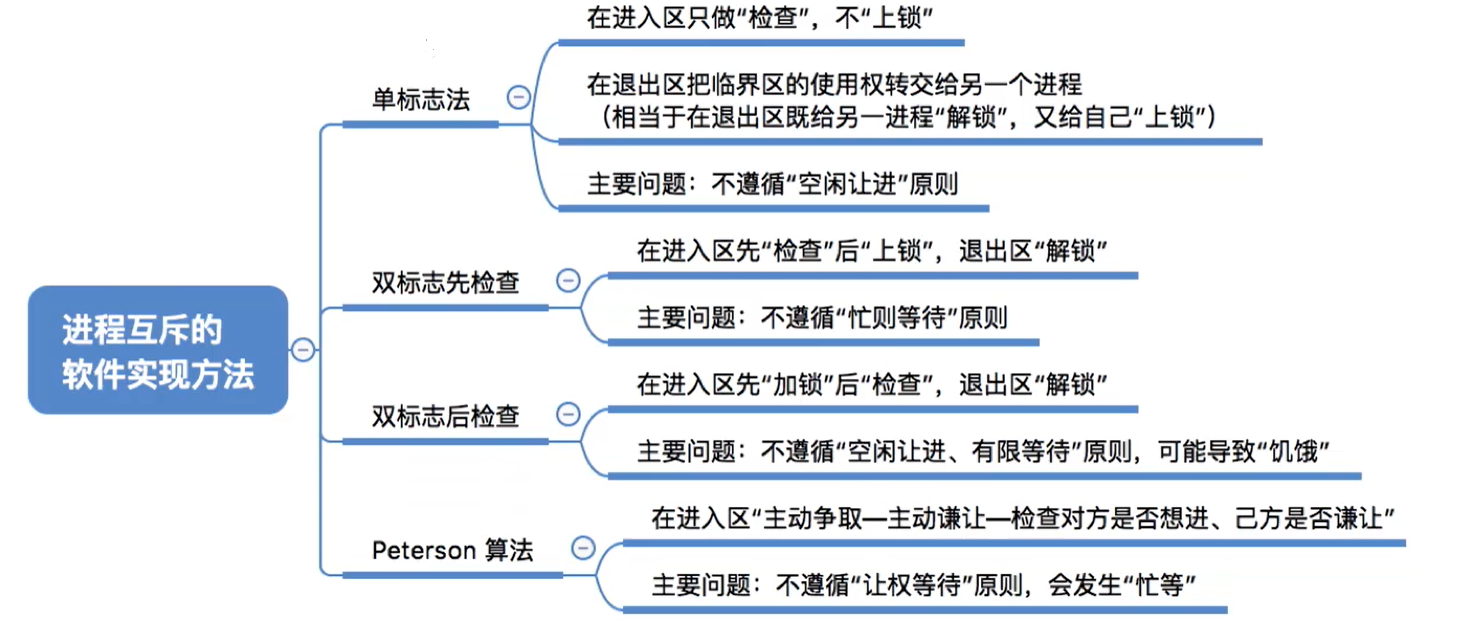 进程互斥的
软件实现方法
单标志法
在进入区只做“检查”，不“上锁”
在退出区把临界区的使用权转交给另一个进程
（相当于在退出区既给另一进程“解锁”，又给自己“上锁”）
主要问题：不遵循“空闲让进”原则
双标志先检查
在进入区先“检查”后“上锁”，退出区“解锁”
主要问题：不遵循“忙则等待”原则
双标志后检查
在进入区先“加锁”后“检查”，退出区“解锁”
主要问题：不遵循“空闲让进、有限等待”原则，可能导致“饥饿”
Peterson 算法
在进入区“主动争取—主动谦让—检查对方是否想进、己方是否谦让”
主要问题：不遵循“让权等待”原则，会发生“忙等”